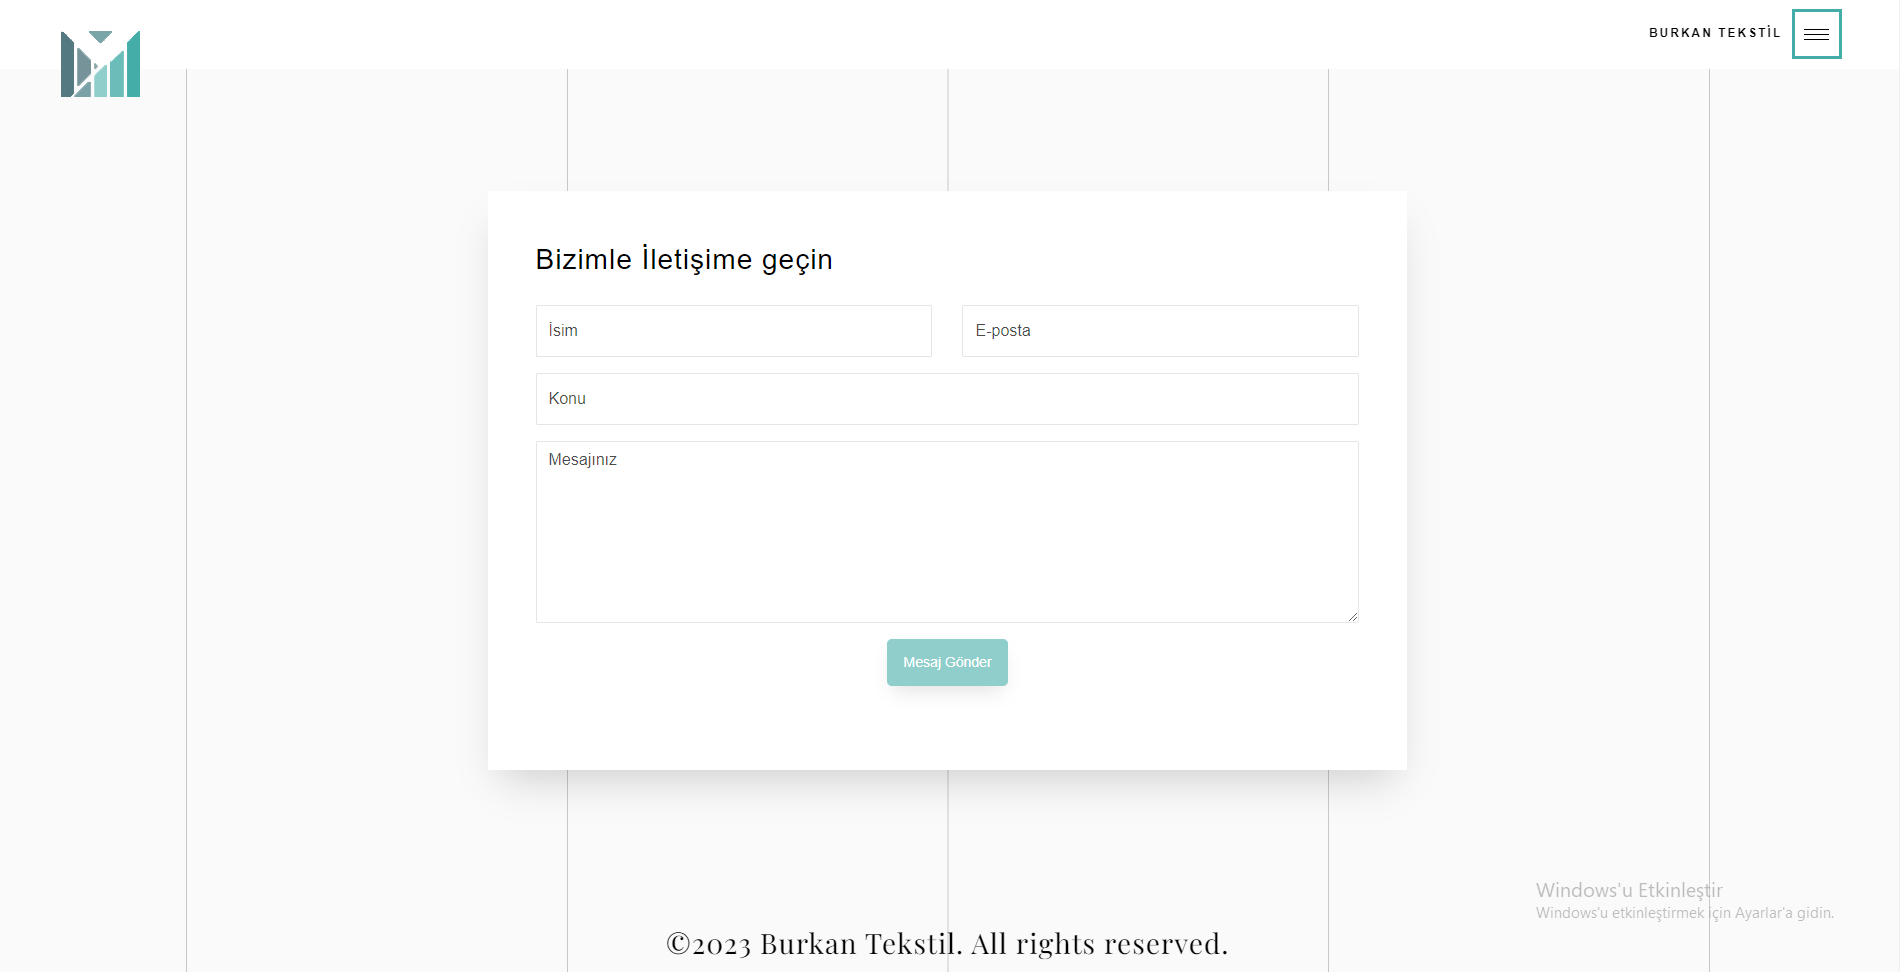 BURKAN TEKSTİL
Bizimle İletişime geçin
İsim
E-posta
Konu
Mesajınız
Mesaj Gönder
Windows'u Etkinleştir
Windows'u etkinleştirmek için Ayarlar'a gidin.
©2023 Burkan Tekstil. All rights reserved.